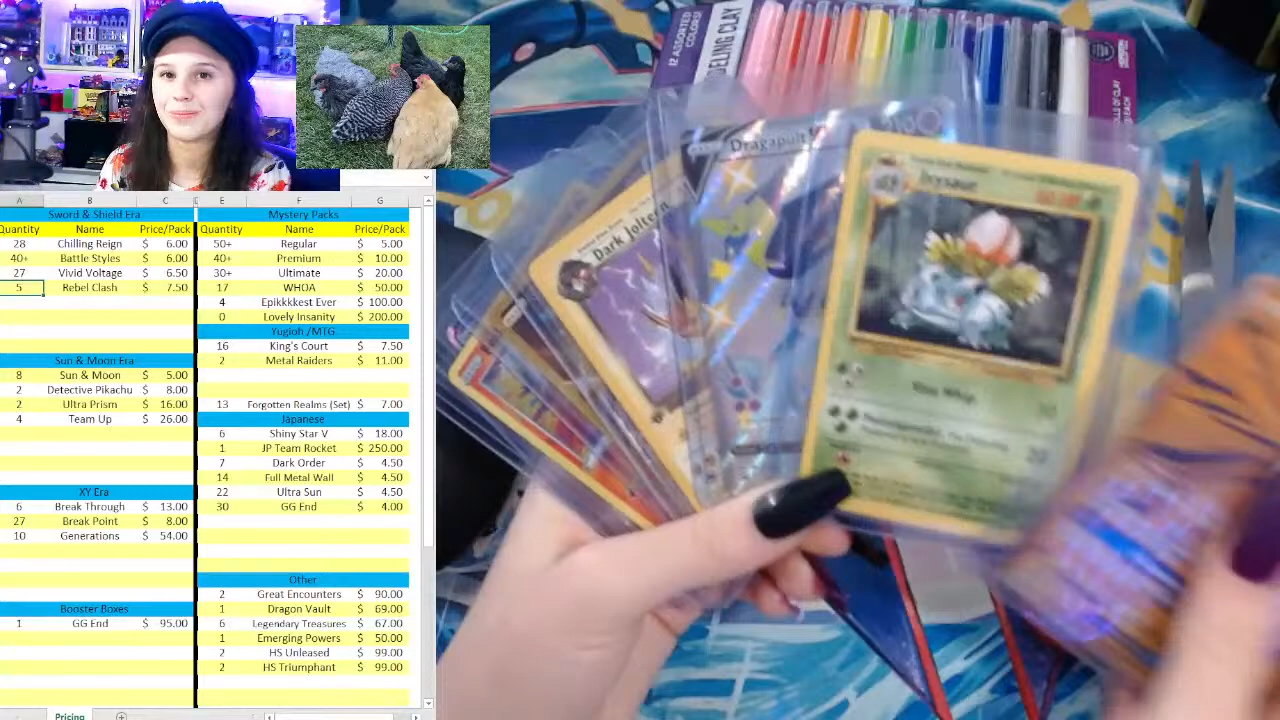 12 ASSORTED COLORS!
DELING CLAY
A B C E F G
Sword & Shield Era
Quantity Name Price/Pack
28 Chilling Reign $ 6.00
40+ Battle Styles $ 6.00
27 Vivid Voltage $ 6.50
5 Rebel Clash $ 7.50
Sun & Moon Era
8 Sun & Moon $ 5.00
2 Detective Pikachu $ 8.00
2 Ultra Prism $ 16.00
4 Team Up $ 26.00
XY Era
6 Break Through $ 13.00
27 Break Point $ 8.00
10 Generations $ 54.00
Booster Boxes
1 GG End $ 95.00
Mystery Packs
Quantity Name Price/Pack
50+ Regular $ 5.00
40+ Premium $ 10.00
30+ Ultimate $ 20.00
17 WHOA $ 50.00
4 Epikkkkest Ever $ 100.00
0 Lovely Insanity $ 200.00
Yugioh /MTG
16 King's Court $ 7.50
2 Metal Raiders $ 11.00
13 Forgotten Realms (Set) $ 7.00
Japanese
6 Shiny Star V $ 18.00
1 JP Team Rocket $ 250.00
7 Dark Order $ 4.50
14 Full Metal Wall $ 4.50
22 Ultra Sun $ 4.50
30 GG End $ 4.00
Other
2 Great Encounters $ 90.00
1 Dragon Vault $ 69.00
6 Legendary Treasures $ 67.00
1 Emerging Powers $ 50.00
2 HS Unleased $ 99.00
2 HS Triumphant $ 99.00
Pricing
Dark Jolteon
Dragapult
Ivysaur
Vine Whip
20